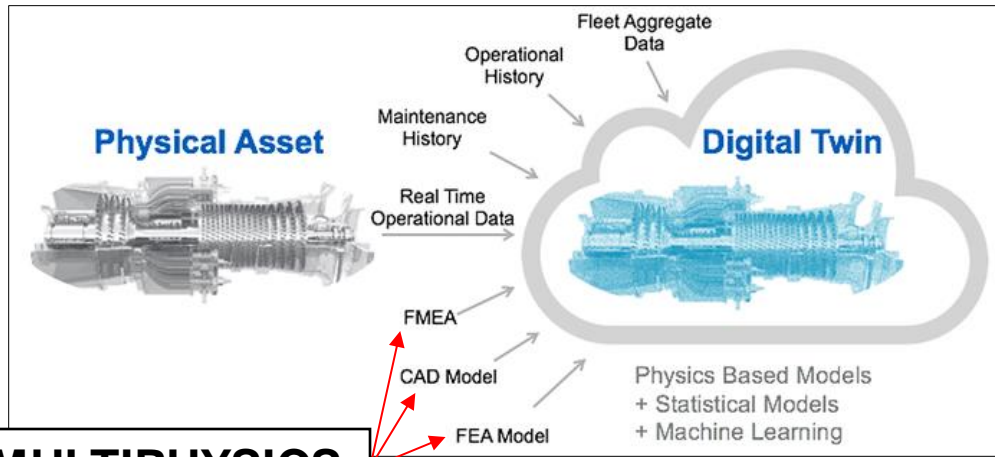 Fleet Aggregate
Data
Operational
History
Maintenance
History
Physical Asset
Digital Twin
Real Time
Operational Data
FMEA
CAD Model
FEA Model
Physics Based Models
+ Statistical Models
+ Machine Learning
MULTIPHYSICS